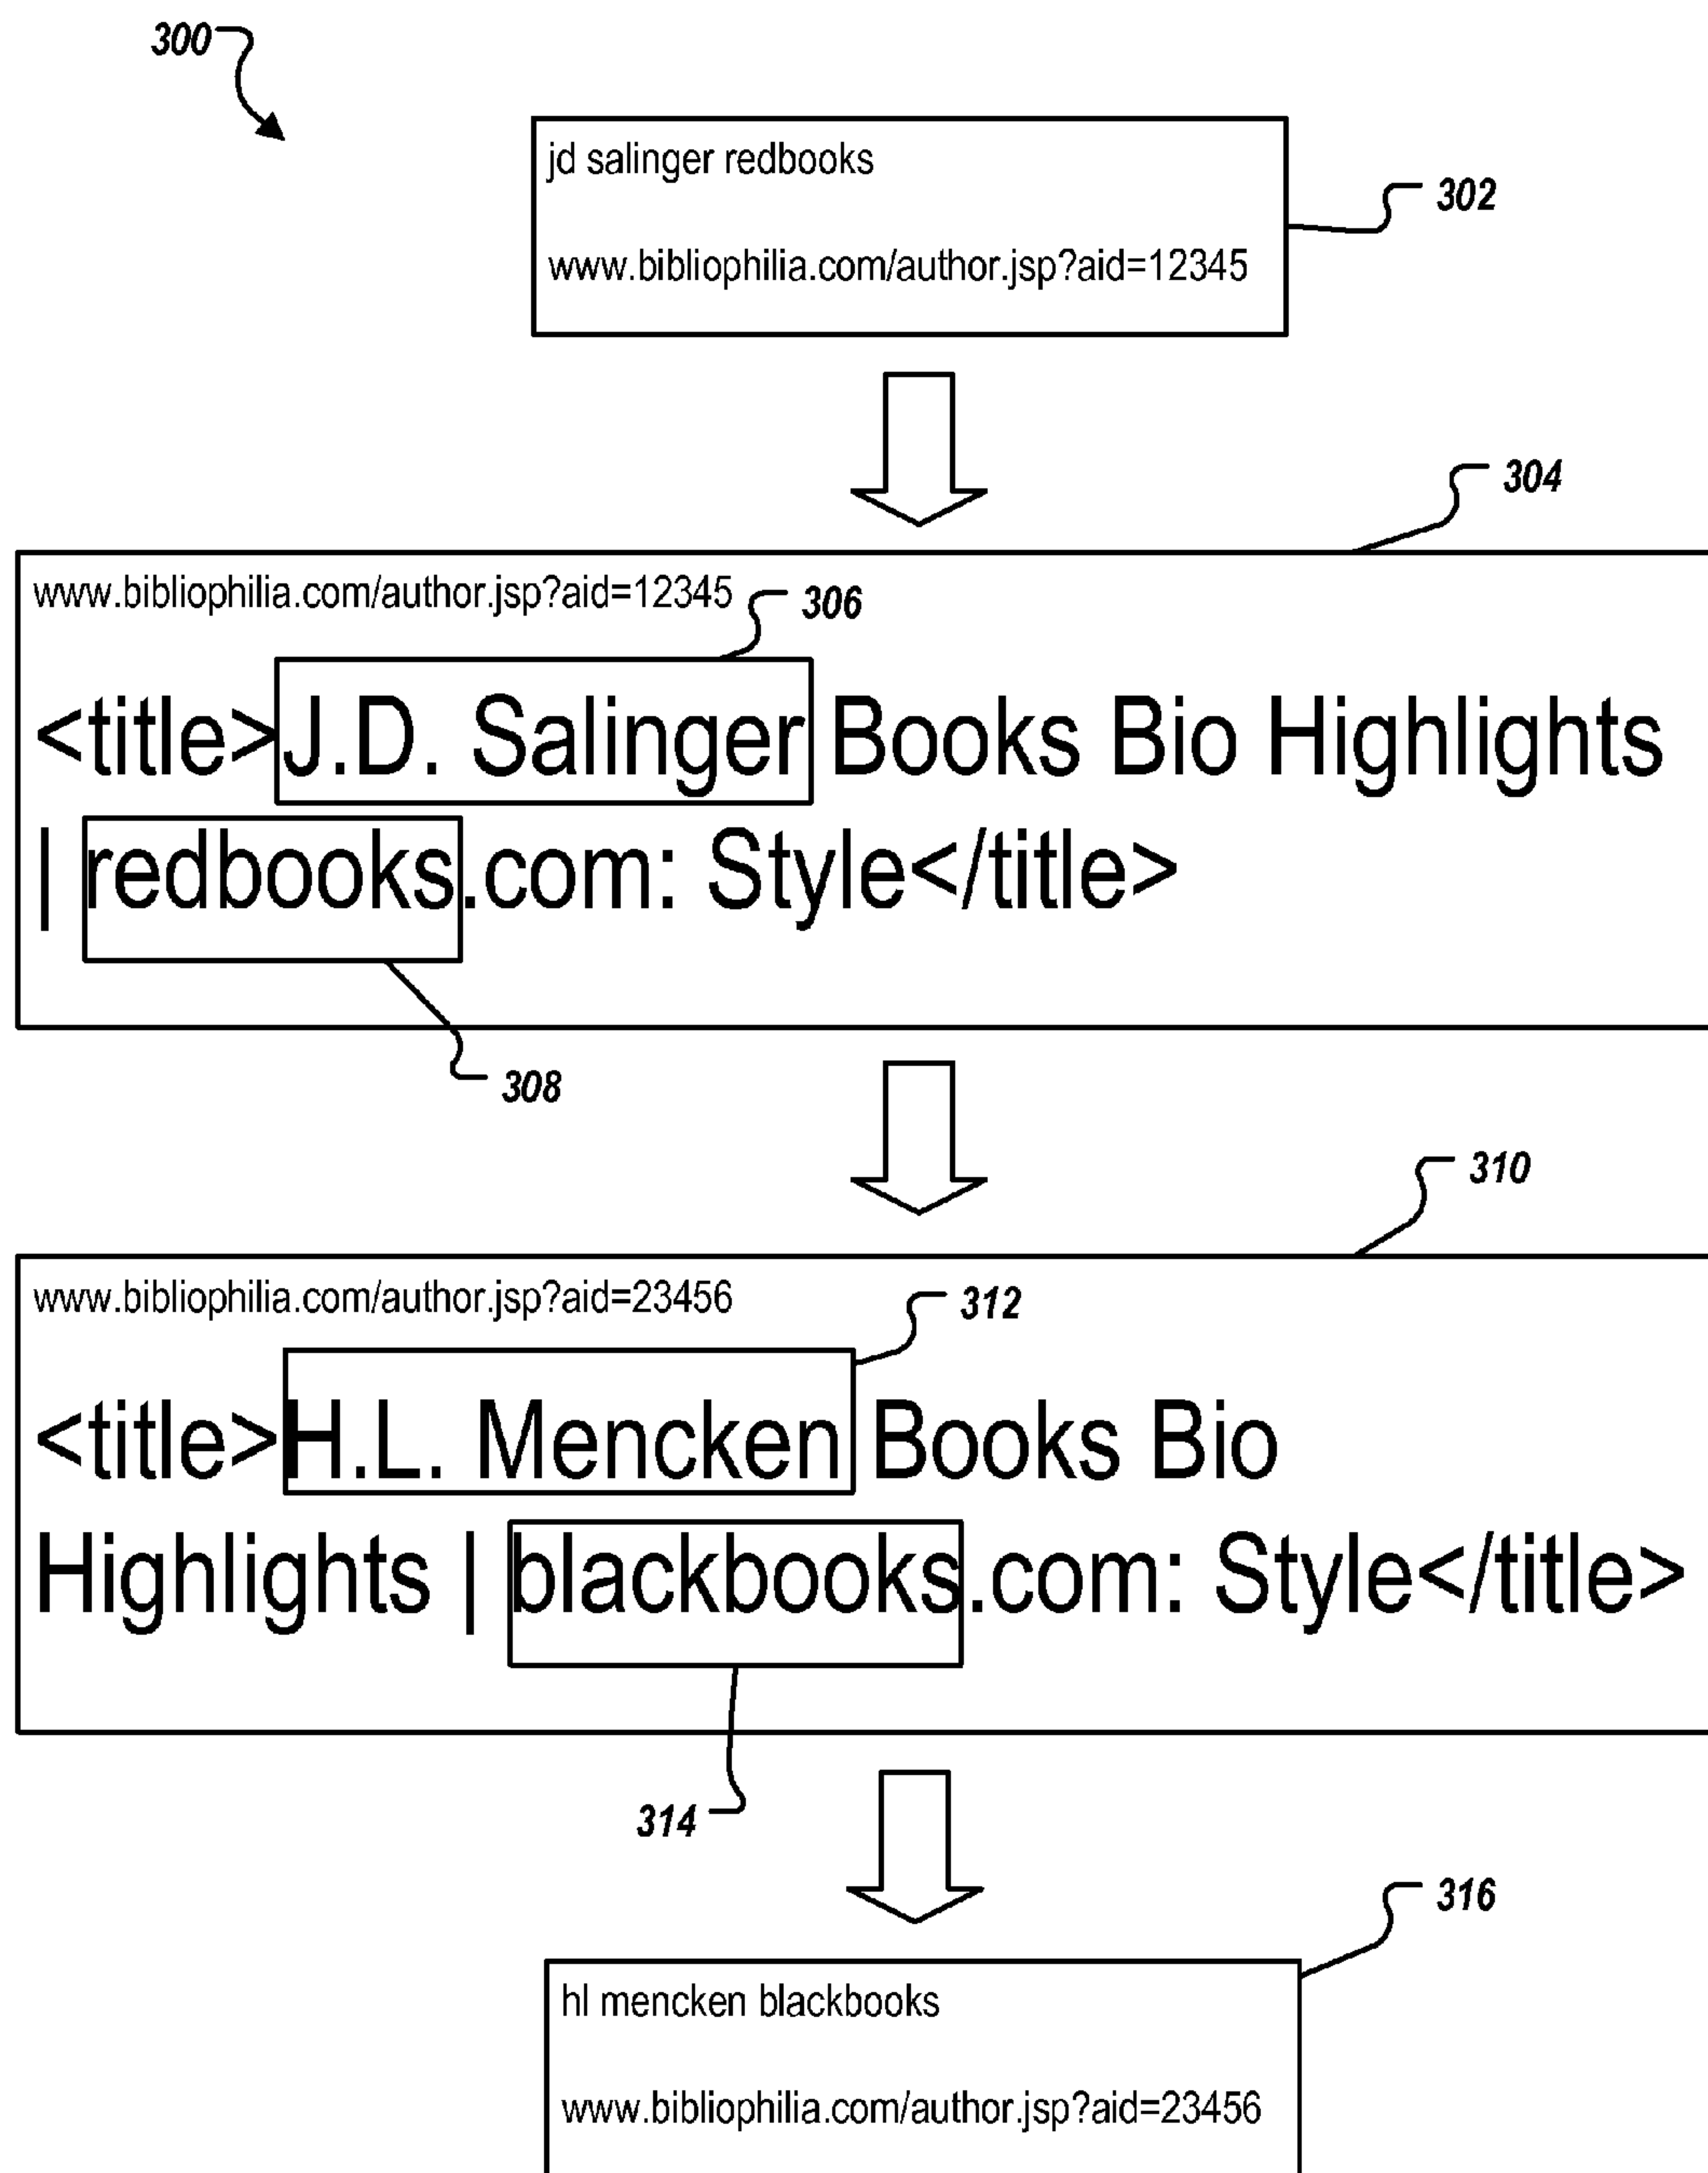 300
jd salinger redbooks
302
www.bibliophilia.com/author.jsp?aid=12345
304
www.bibliophilia.com/author.jsp?aid=12345
306
<title>J.D. Salinger Books Bio Highlights
| redbooks.com: Style</title>
308
310
www.bibliophilia.com/author.jsp?aid=23456
312
<title>H.L. Mencken Books Bio
Highlights | blackbooks.com: Style</title>
314
316
hl mencken blackbooks
www.bibliophilia.com/author.jsp?aid=23456